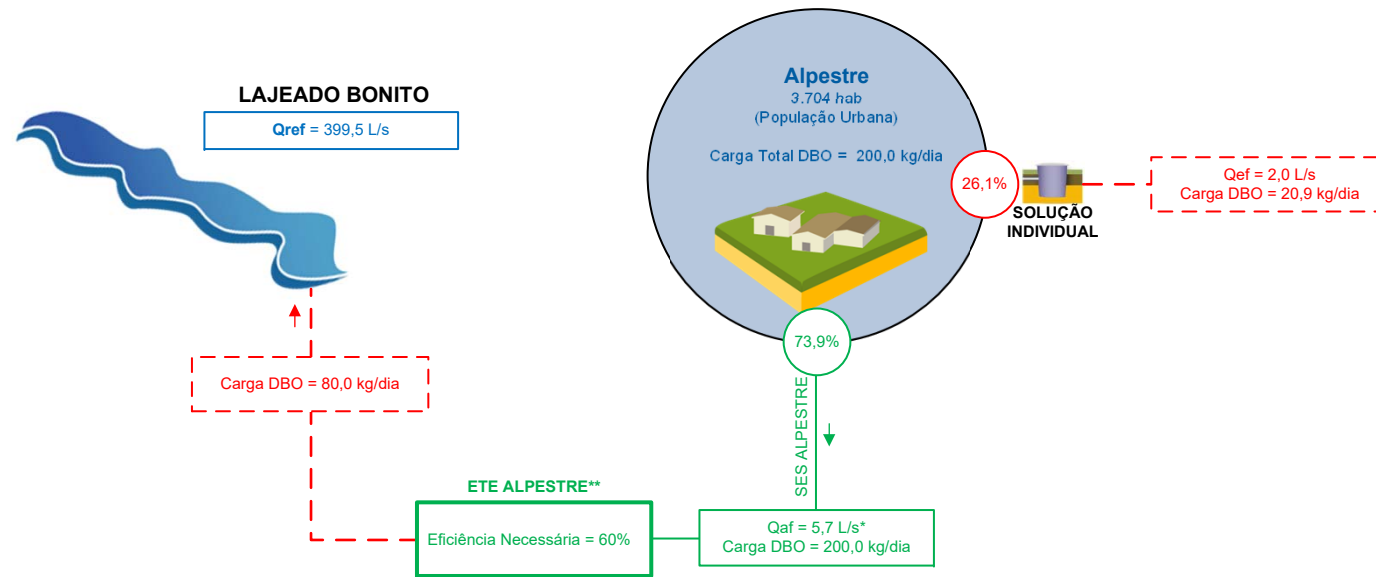 LAJEADO BONITO
Qref = 399,5 L/s
Alpestre
3.704 hab
(População Urbana)
Carga Total DBO = 200,0 kg/dia
26,1%
SOLUÇÃO
INDIVIDUAL
Qef = 2,0 L/s
Carga DBO = 20,9 kg/dia
73,9%
Carga DBO = 80,0 kg/dia
SES ALPESTRE
ETE ALPESTRE**
Eficiência Necessária = 60%
Qaf = 5,7 L/s*
Carga DBO = 200,0 kg/dia